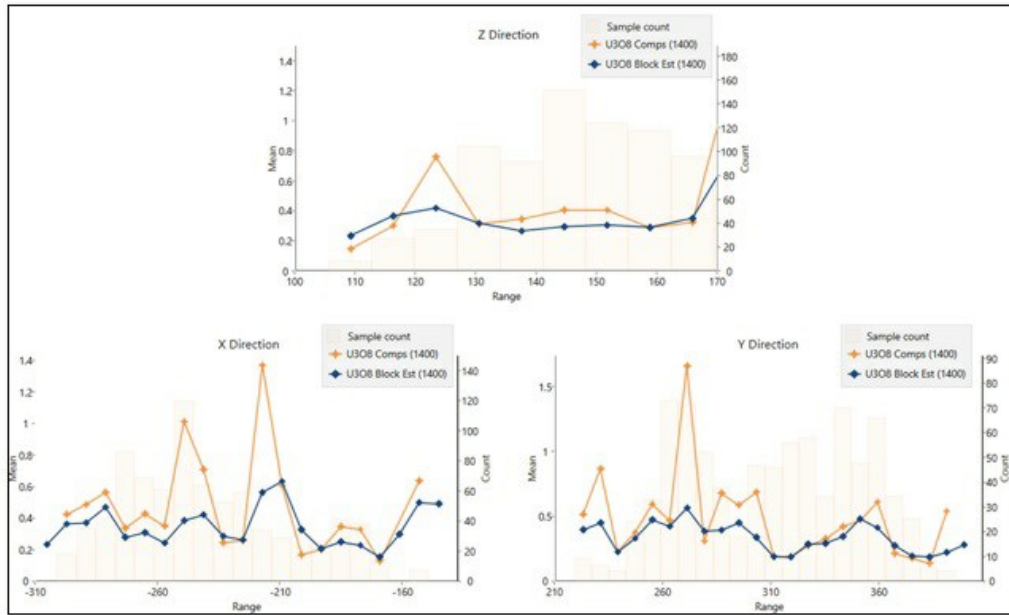 Z Direction
Sample count
U3O8 Comps (1400)
U3O8 Block Est (1400)
1.4
1.2
1
0.8
0.6
0.4
0.2
0
Mean
180
160
140
120
100
80
60
40
20
0
Count
100 110 120 130 140 150 160 170
Range
X Direction
Sample count
U3O8 Comps (1400)
U3O8 Block Est (1400)
1.4
1.2
1
0.8
0.6
0.4
0.2
0
Mean
140
120
100
80
60
40
20
0
Count
-310 -260 -210 -160
Range
Y Direction
Sample count
U3O8 Comps (1400)
U3O8 Block Est (1400)
1.5
1
0.5
0
Mean
90
80
70
60
50
40
30
20
10
0
Count
210 260 310 360
Range